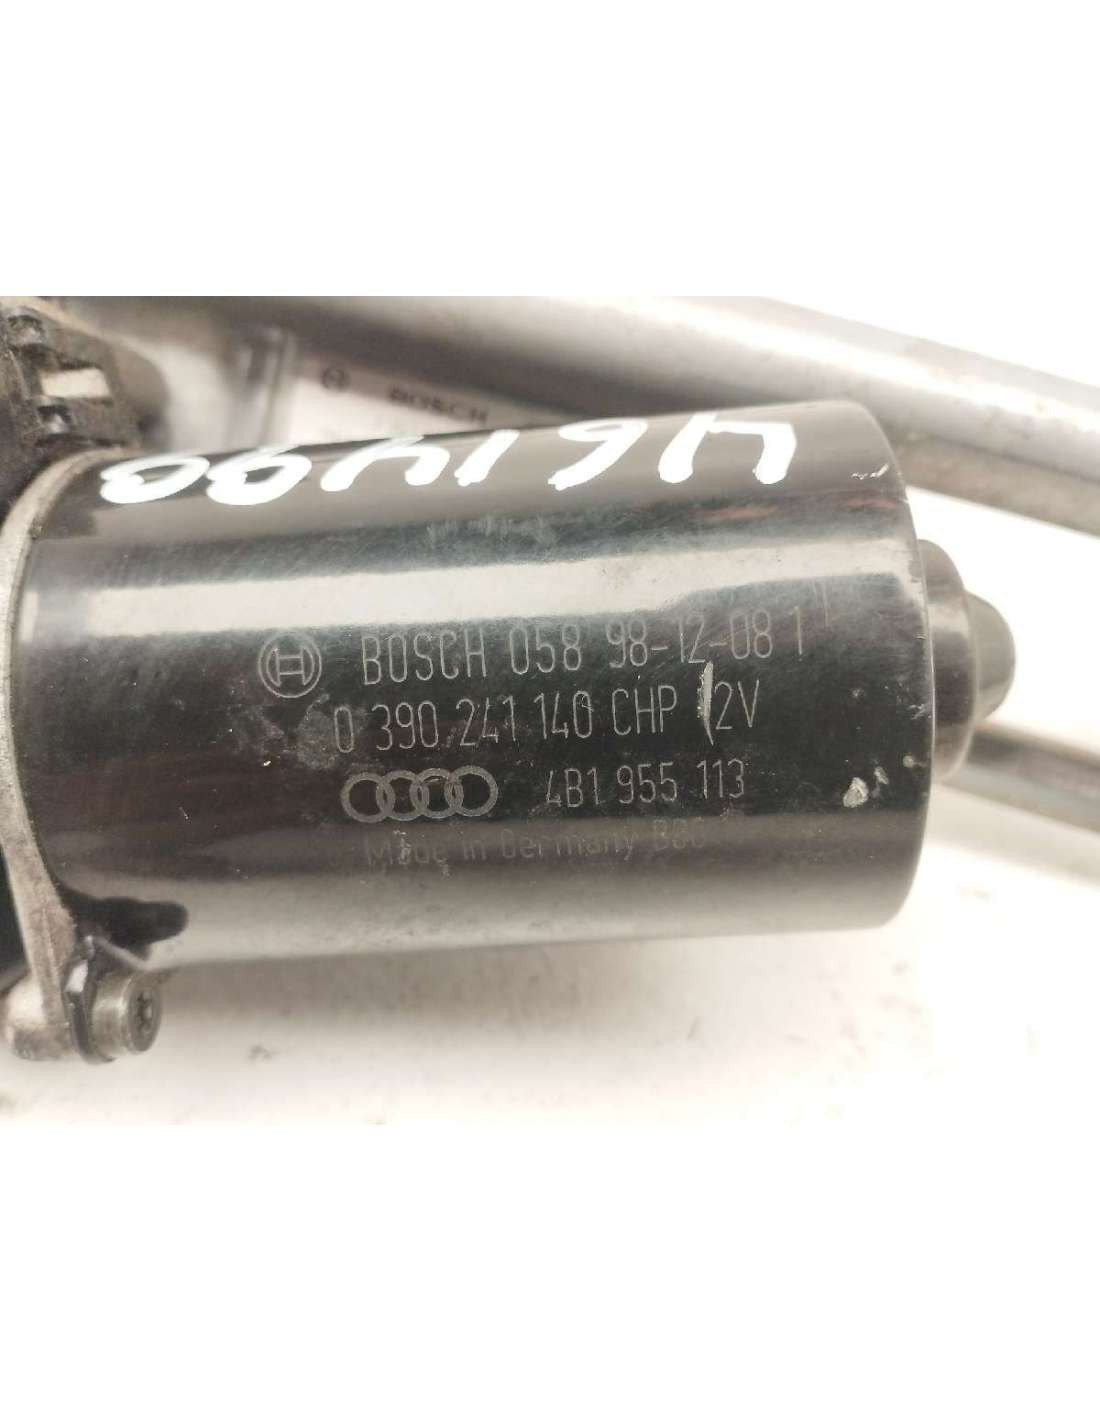 BOSCH
BOSCH 058 98-12-08 1
0 390 241 140 CHP 12V
4B1 955 113
Made in Germany